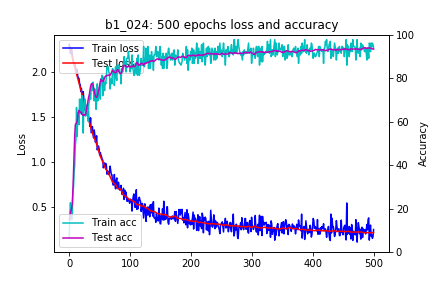 b1_024: 500 epochs loss and accuracy
Train loss
Test loss
2.0
1.5
1.0
0.5
Loss
100
80
60
40
20
0
Accuracy
Train acc
Test acc
0
100
200
300
400
500